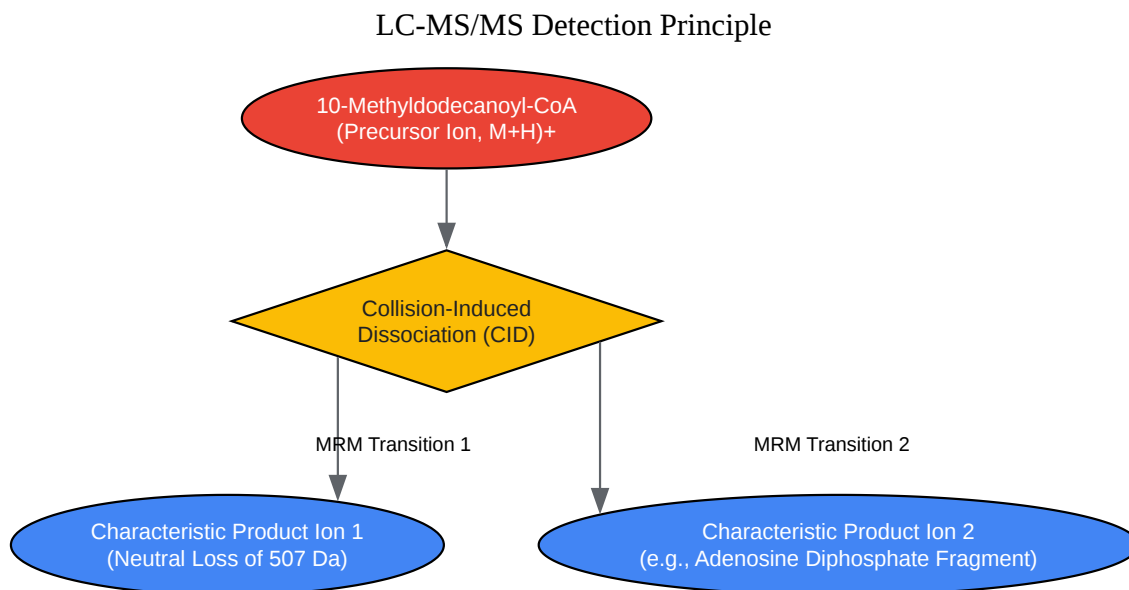 LC-MS/MS Detection Principle
10-Methyldodecanoyl-CoA
(Precursor Ion, M+H)+
Collision-Induced
Dissociation (CID)
MRM Transition 1
MRM Transition 2
Characteristic Product Ion 1
(Neutral Loss of 507 Da)
Characteristic Product Ion 2
(e.g., Adenosine Diphosphate Fragment)